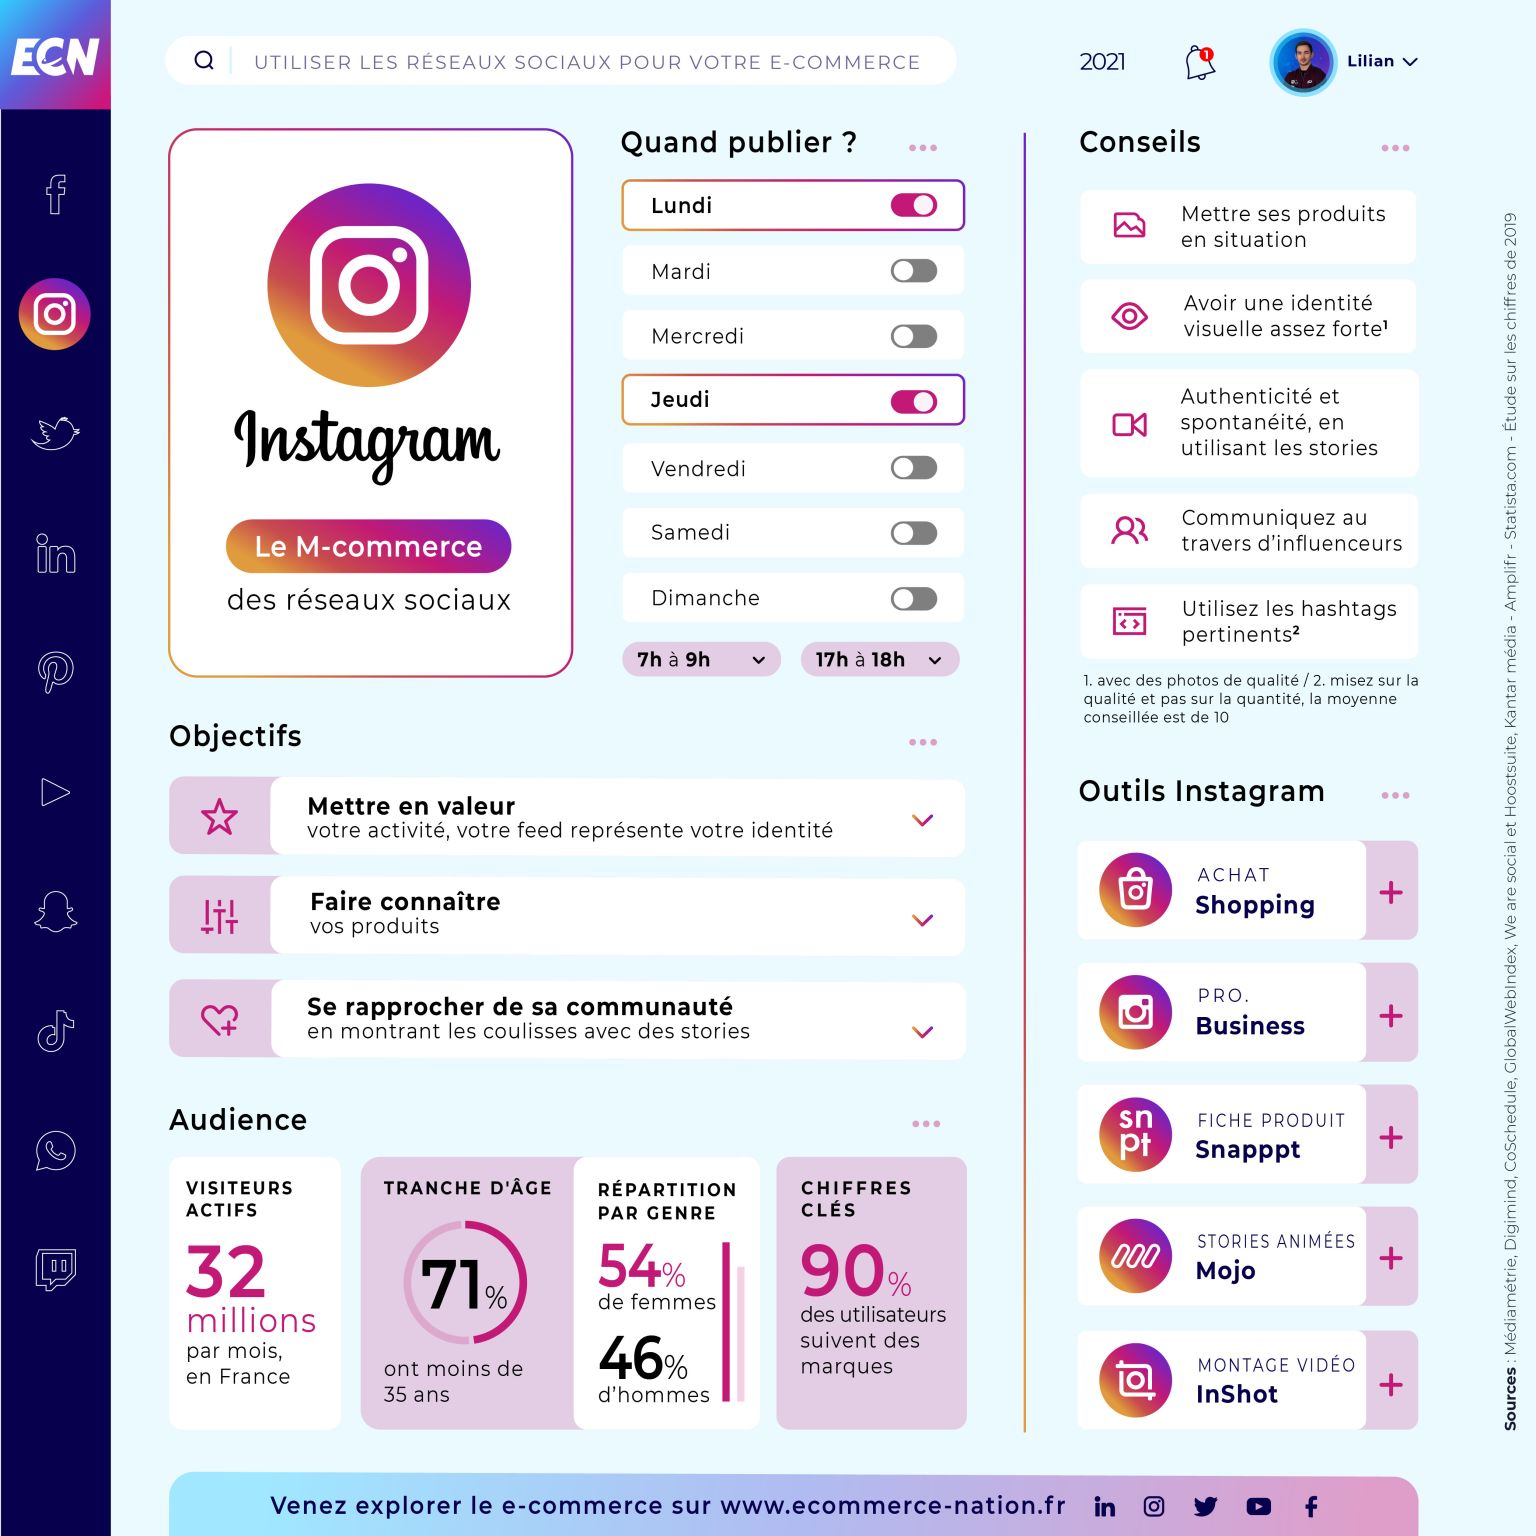 ECN
UTILISER LES RÉSEAUX SOCIAUX POUR VOTRE E-COMMERCE
2021
1
Lilian
Instagram
Le M-commerce
des réseaux sociaux
Quand publier ?
Lundi
Mardi
Mercredi
Jeudi
Vendredi
Samedi
Dimanche
7h à 9h
17h à 18h
Conseils
Mettre ses produits
en situation
Avoir une identité
visuelle assez forte¹
Authenticité et
spontanéité, en
utilisant les stories
Communiquez au
travers d'influenceurs
Utilisez les hashtags
pertinents²
1. avec des photos de qualité / 2. misez sur la
qualité et pas sur la quantité, la moyenne
conseillée est de 10
Objectifs
Mettre en valeur
votre activité, votre feed représente votre identité
Faire connaître
vos produits
Se rapprocher de sa communauté
en montrant les coulisses avec des stories
Outils Instagram
ACHAT
Shopping
PRO.
Business
sn
pt
FICHE PRODUIT
Snapppt
STORIES ANIMÉES
Mojo
MONTAGE VIDÉO
InShot
Audience
VISITEURS
ACTIFS
32
millions
par mois,
en France
TRANCHE D'ÂGE
71%
ont moins de
35 ans
RÉPARTITION
PAR GENRE
54%
de femmes
46%
d'hommes
CHIFFRES
CLÉS
90%
des utilisateurs
suivent des
marques
Sources : Médiamétrie, Digimind, CoSchedule, GlobalWebIndex, We are social et Hoostsuite, Kantar média - Amplifr - Statista.com - Étude sur les chiffres de 2019
Venez explorer le e-commerce sur www.ecommerce-nation.fr